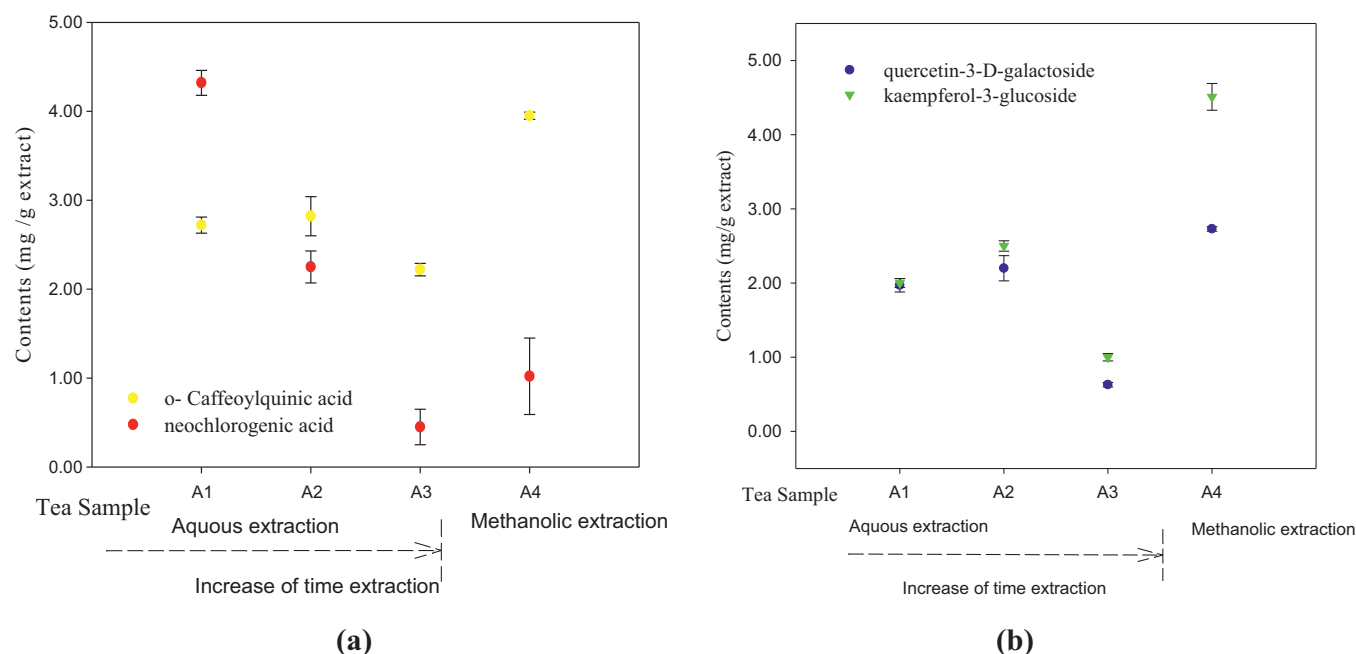 5.00
4.00
3.00
2.00
1.00
0.00
Contents (mg /g extract)
o- Caffeoylquinic acid
neochlorogenic acid
A1 A2 A3 A4
Tea Sample
Aquous extraction
Methanolic extraction
Increase of time extraction
(a)
5.00
4.00
3.00
2.00
1.00
0.00
Contents (mg/g extract)
quercetin-3-D-galactoside
kaempferol-3-glucoside
Tea Sample A1 A2 A3 A4
Aquous extraction
Methanolic extraction
Increase of time extraction
(b)